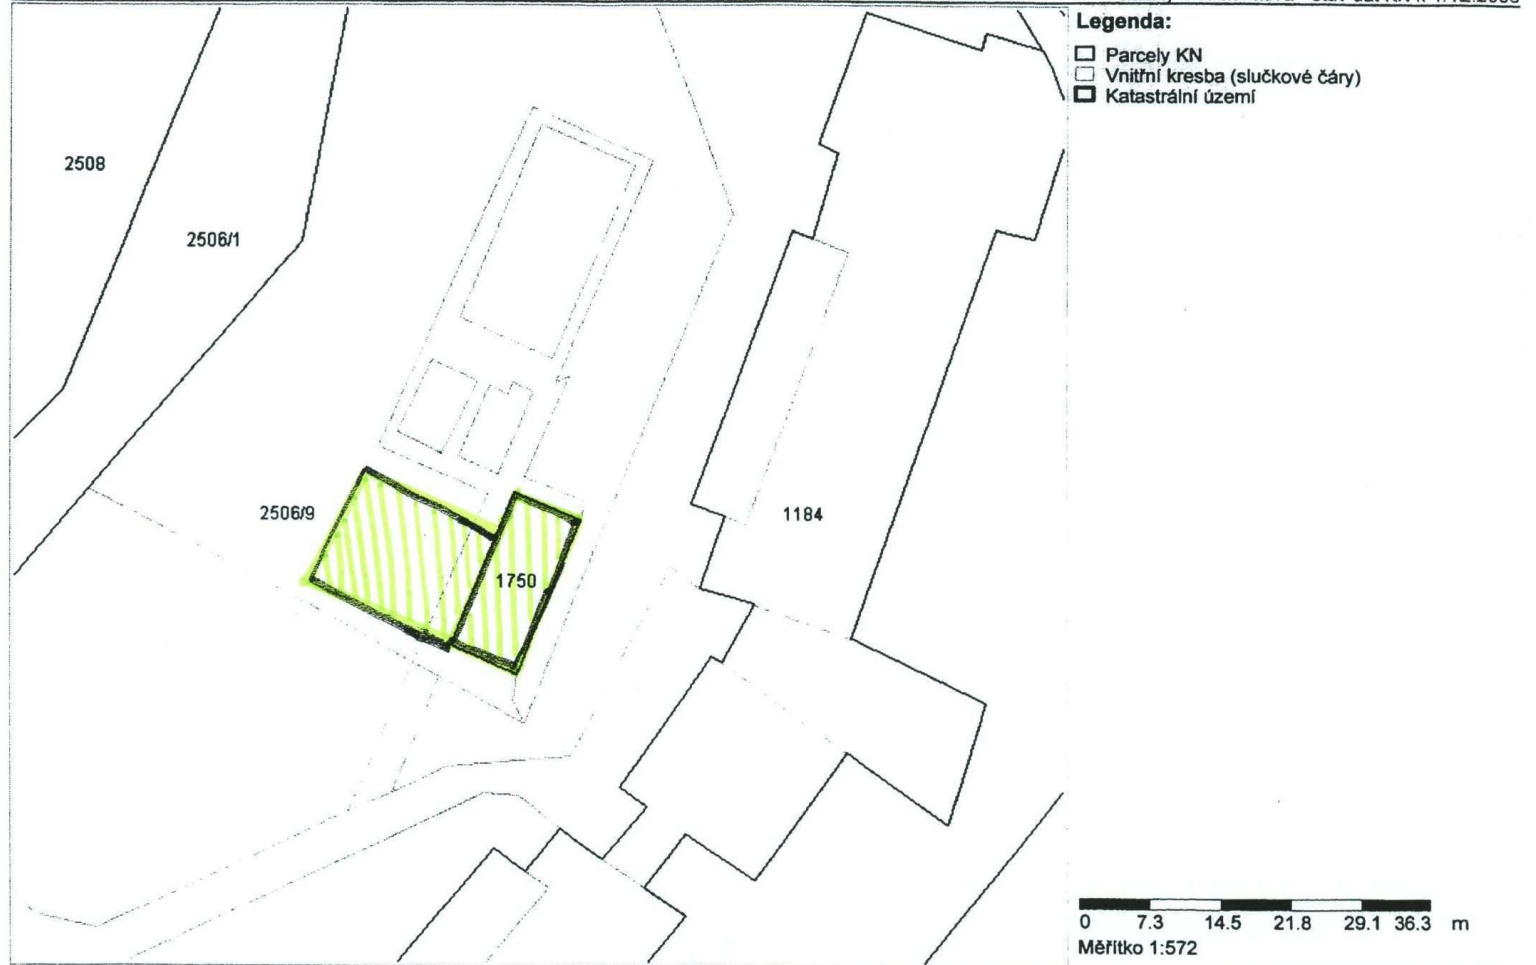 Legenda:
Parcely KN
Vnitřní kresba (slučkové čáry)
Katastrální území
2508
2506/1
2506/9
1184
1750
0 7.3 14.5 21.8 29.1 36.3 m
Měřítko 1:572